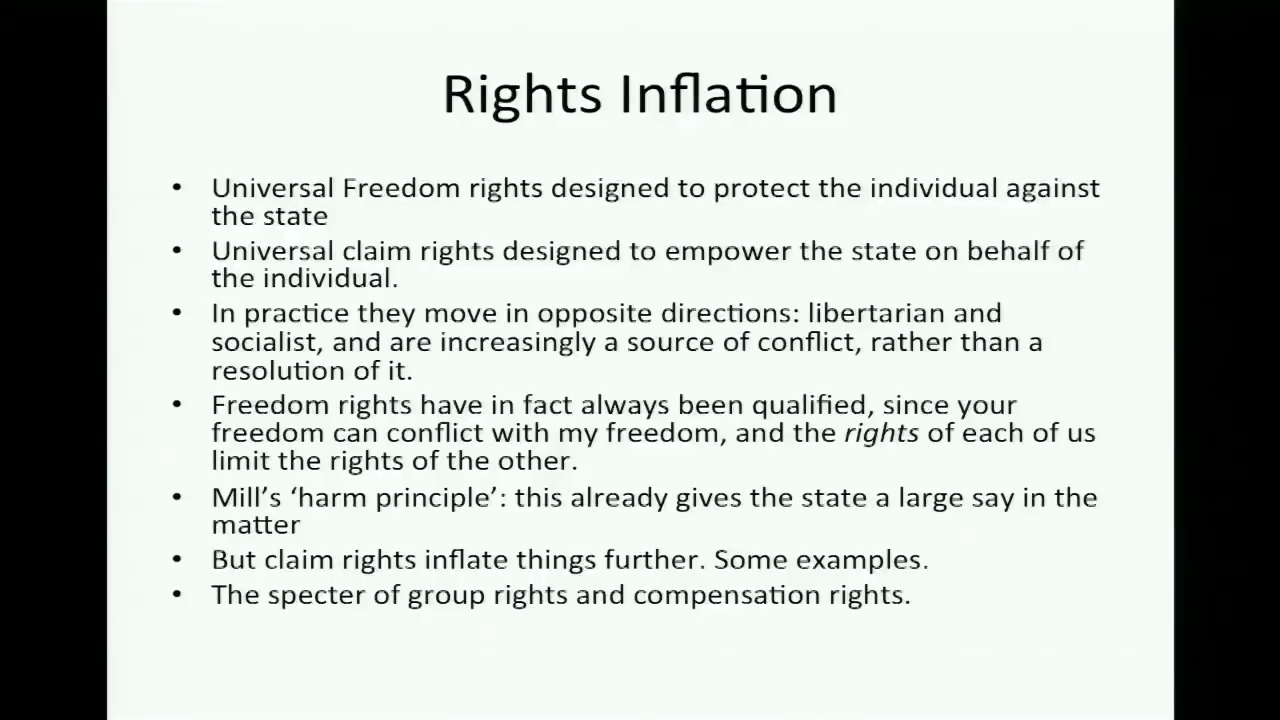 Rights Inflation
• Universal Freedom rights designed to protect the individual against
the state
• Universal claim rights designed to empower the state on behalf of
the individual.
• In practice they move in opposite directions: libertarian and
socialist, and are increasingly a source of conflict, rather than a
resolution of it.
• Freedom rights have in fact always been qualified, since your
freedom can conflict with my freedom, and the rights of each of us
limit the rights of the other.
• Mill’s ‘harm principle’: this already gives the state a large say in the
matter
• But claim rights inflate things further. Some examples.
• The specter of group rights and compensation rights.